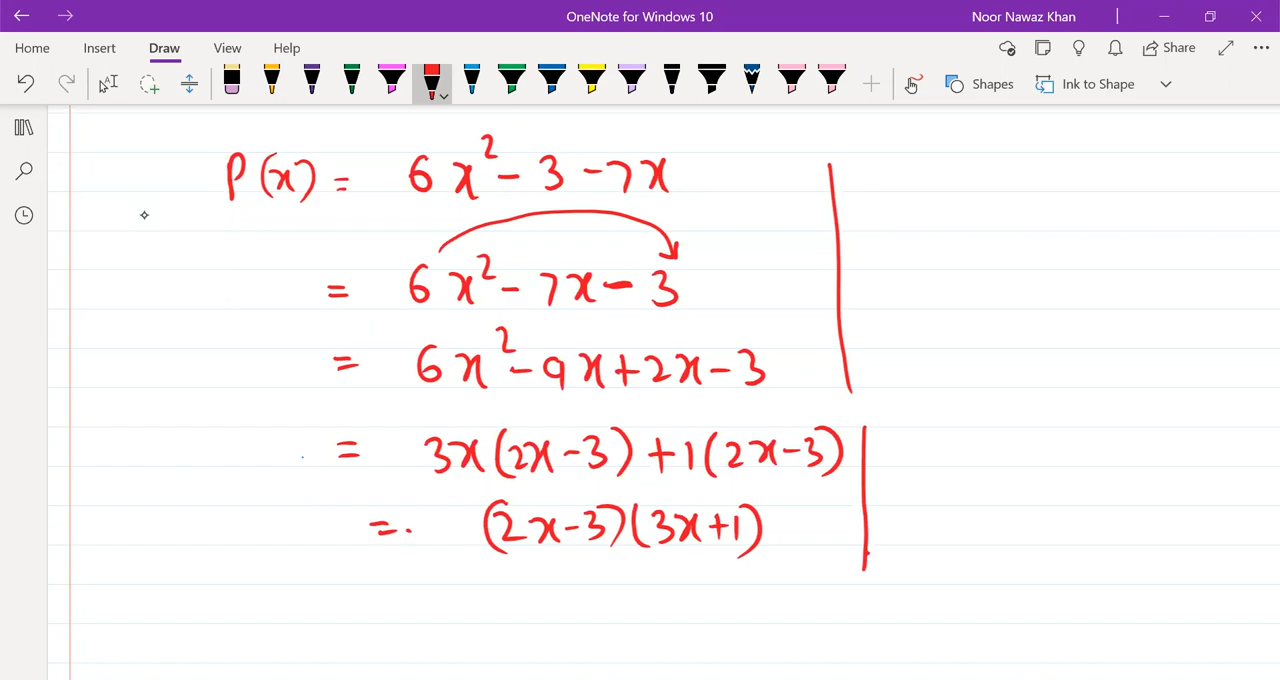 OneNote for Windows 10
Noor Nawaz Khan
Home Insert Draw View Help
Share
Shapes Ink to Shape
P(x) = 6x² - 3 - 7x
= 6x² - 7x - 3
= 6x² - 9x + 2x - 3
= 3x(2x - 3) + 1(2x - 3)
=. (2x - 3)(3x + 1)